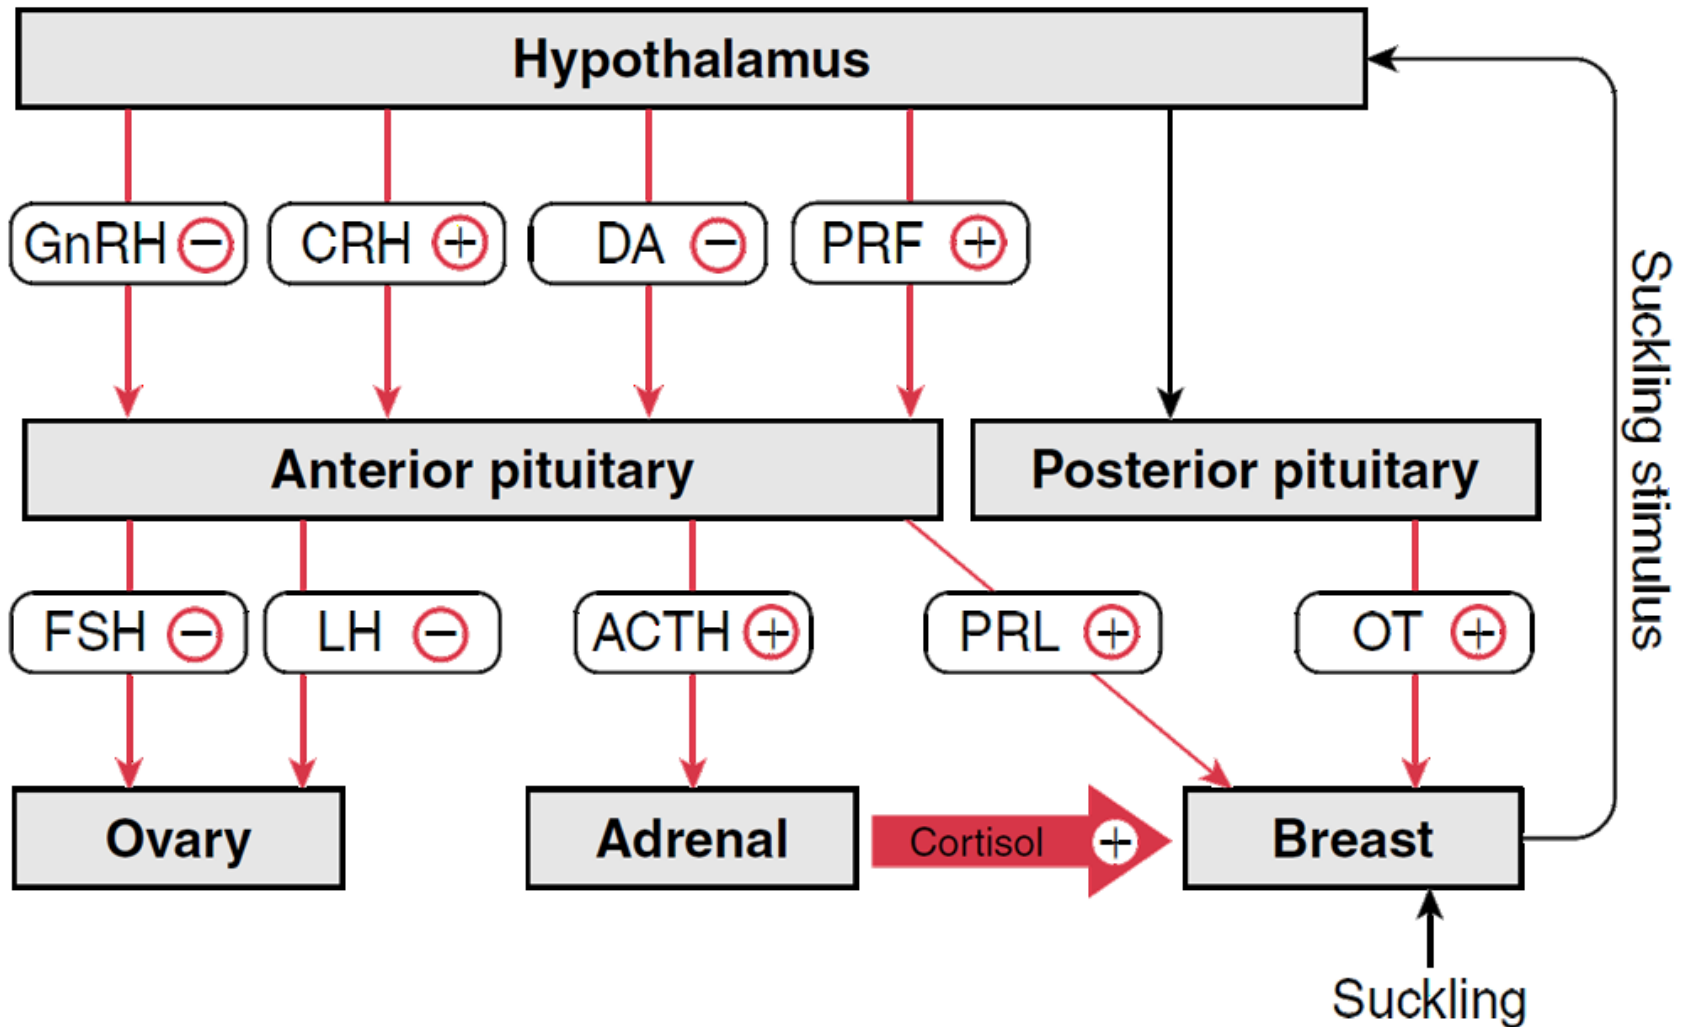 Hypothalamus
GnRH −
CRH +
DA −
PRF +
Suckling stimulus
Anterior pituitary
Posterior pituitary
FSH −
LH −
ACTH +
PRL +
OT +
Ovary
Adrenal
Cortisol +
Breast
Suckling